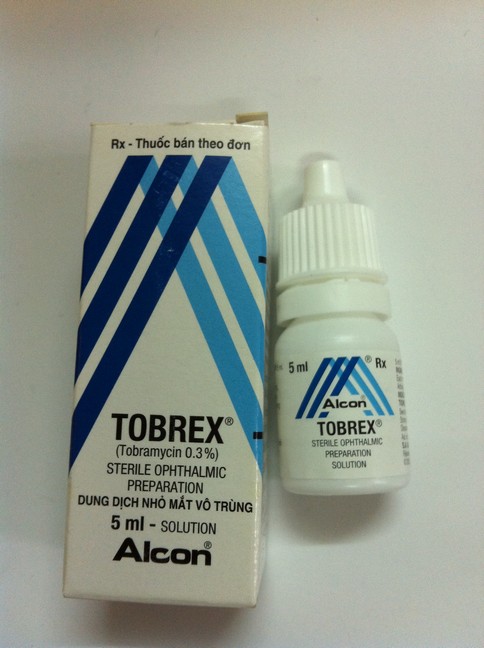 Rx - Thuốc bán theo đơn
TOBREX®
(Tobramycin 0.3%)
STERILE OPHTHALMIC
PREPARATION
DUNG DỊCH NHỎ MẮT VÔ TRÙNG
5 ml - SOLUTION
Alcon®
5 ml ® Rx
Alcon
TOBREX®
STERILE OPHTHALMIC
PREPARATION
SOLUTION